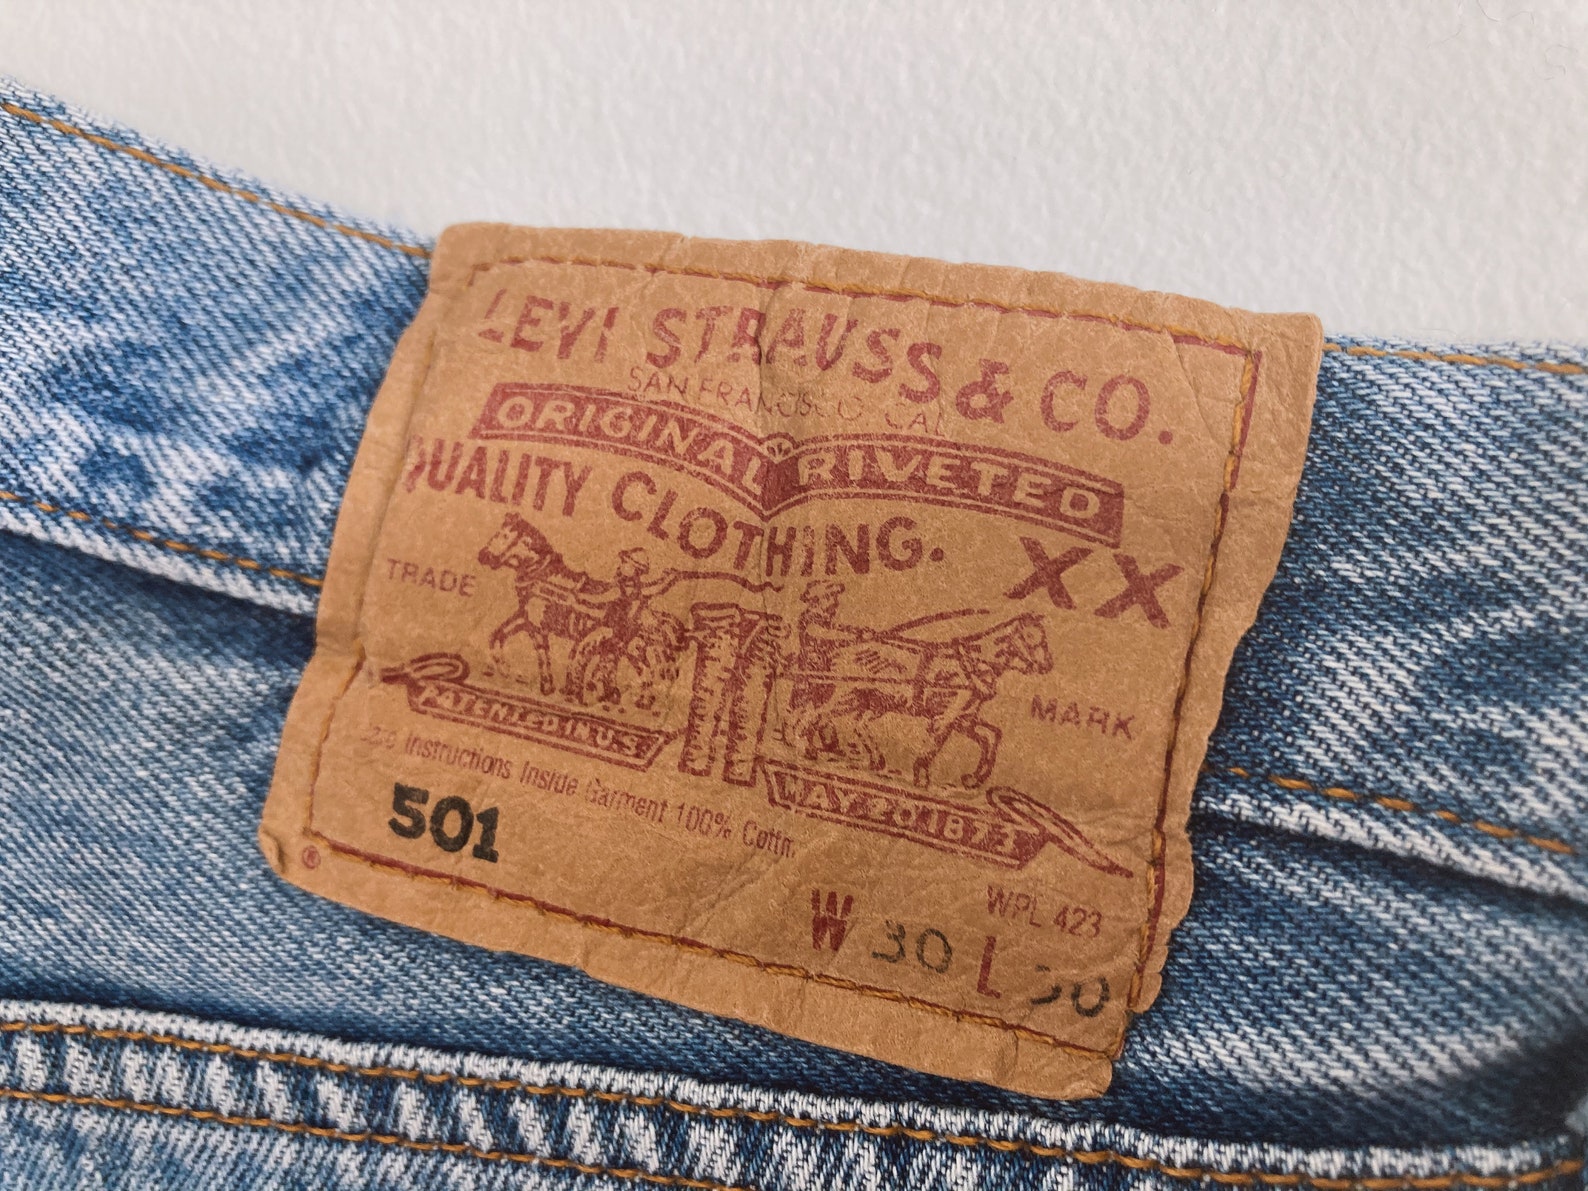 LEVI STRAUSS & CO.
SAN FRANCISCO CAL
ORIGINAL RIVETED
QUALITY CLOTHING.
XX
TRADE MARK
PATENTED IN U.S
MAY 20 1873
See Instructions Inside Garment 100% Cotton
501
WPL 423
W 30 L 30
®